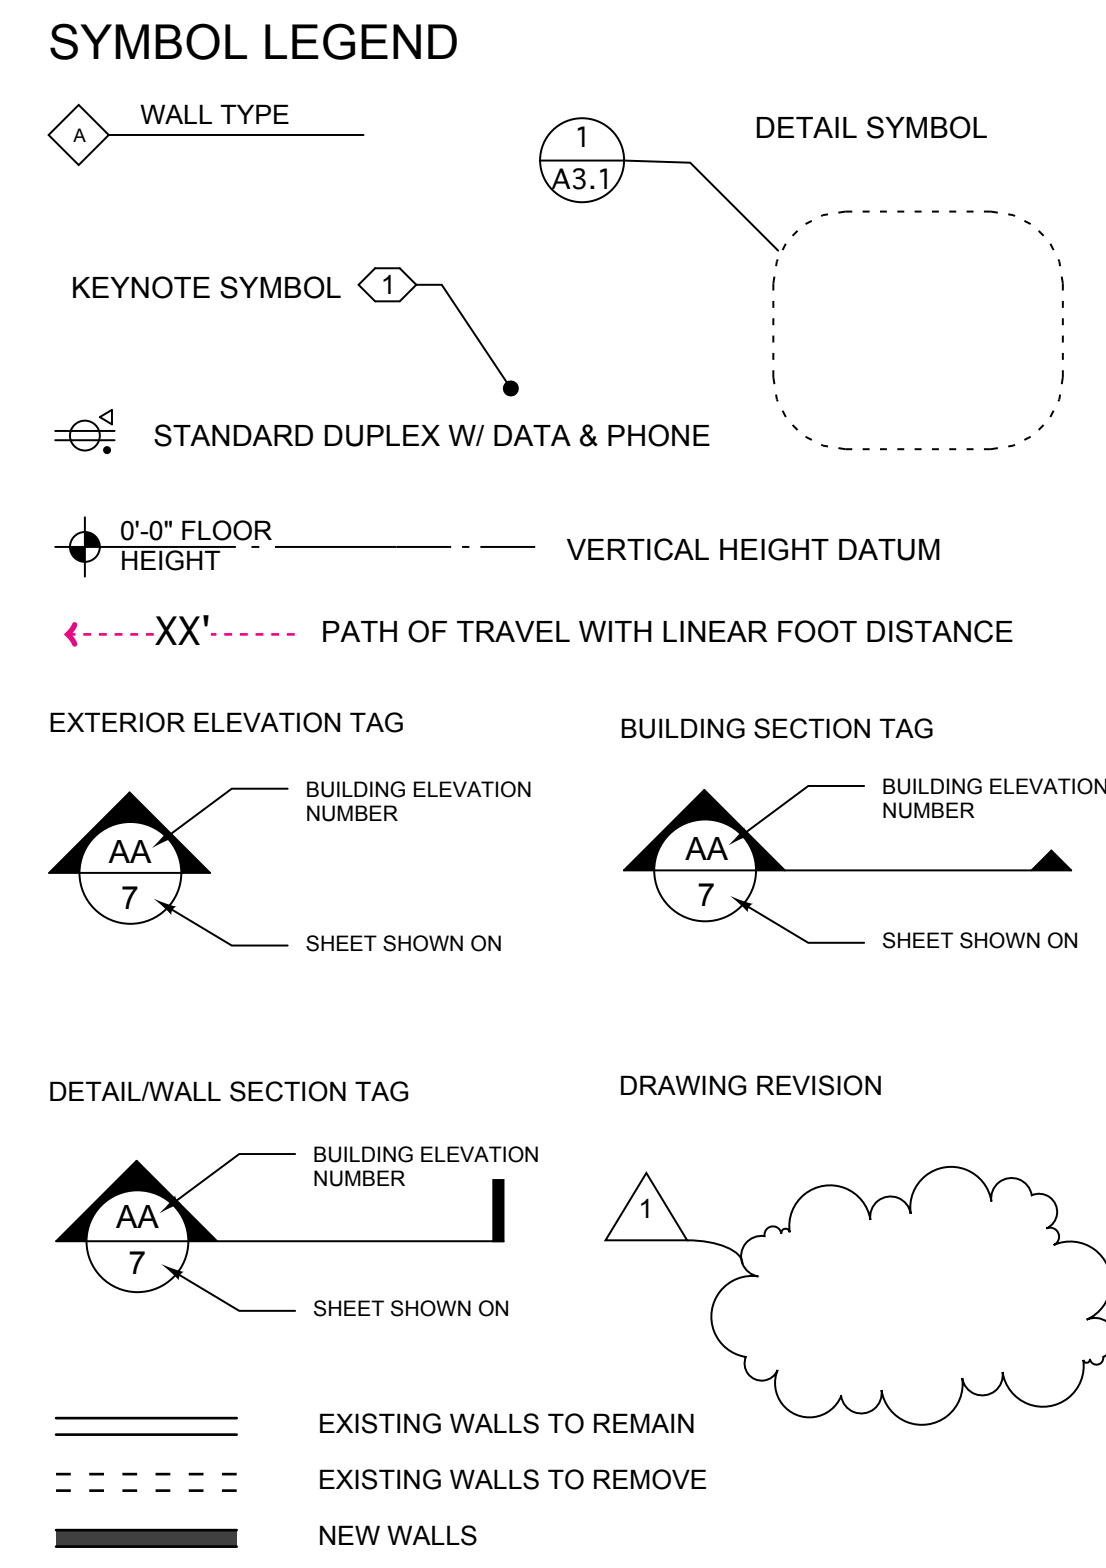 SYMBOL LEGEND
A
WALL TYPE
1
A3.1
DETAIL SYMBOL
KEYNOTE SYMBOL
1
STANDARD DUPLEX W/ DATA & PHONE
0'-0" FLOOR
HEIGHT
VERTICAL HEIGHT DATUM
XX'
PATH OF TRAVEL WITH LINEAR FOOT DISTANCE
EXTERIOR ELEVATION TAG
BUILDING ELEVATION
NUMBER
AA
7
SHEET SHOWN ON
BUILDING SECTION TAG
BUILDING ELEVATION
NUMBER
AA
7
SHEET SHOWN ON
DETAIL/WALL SECTION TAG
BUILDING ELEVATION
NUMBER
AA
7
SHEET SHOWN ON
DRAWING REVISION
1
EXISTING WALLS TO REMAIN
EXISTING WALLS TO REMOVE
NEW WALLS